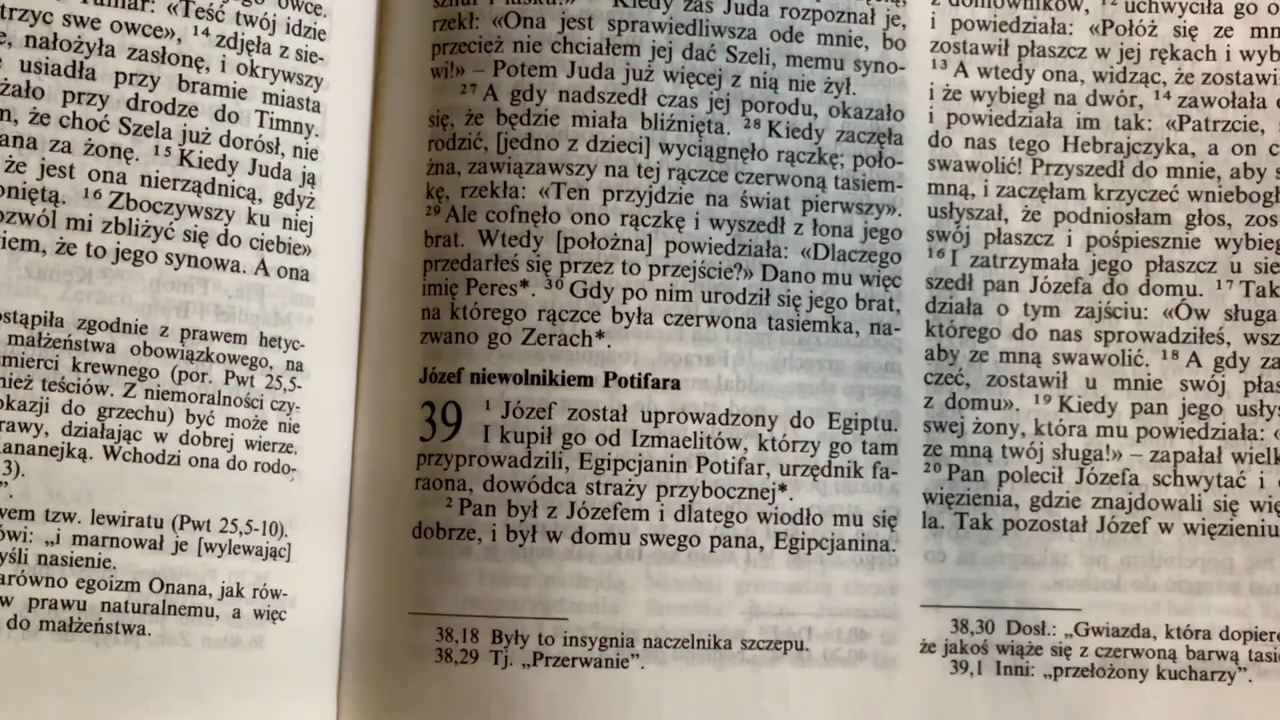 «Teść twój idzie
trzyc swe owce», ¹⁴ zdjęła z sie-
nałożyła zasłonę, i okrywszy
usiadła przy bramie miasta
przy drodze do Timny.
że choć Szela już dorósł, nie
za żonę. ¹⁵ Kiedy Juda ją
że jest ona nierządnicą, gdyż
¹⁶ Zboczywszy ku niej
mi zbliżyć się do ciebie»
że to jego synowa. A ona
zgodnie z prawem hetyc-
małżeństwa obowiązkowego, na
krewnego (por. Pwt 25,5-
teściów. Z niemoralności czy-
do grzechu) być może nie
działając w dobrej wierze.
Wchodzi ona do rodo-
3).
”.
tzw. lewiratu (Pwt 25,5-10).
„i marnował je [wylewając]
nasienie.
egoizm Onana, jak rów-
w prawu naturalnemu, a więc
do małżeństwa.
Kiedy zaś Juda rozpoznał je,
rzekł: «Ona jest sprawiedliwsza ode mnie, bo
przecież nie chciałem jej dać Szeli, memu syno-
wi!» – Potem Juda już więcej z nią nie żył.
²⁷ A gdy nadszedł czas jej porodu, okazało
się, że będzie miała bliźnięta. ²⁸ Kiedy zaczęła
rodzić, [jedno z dzieci] wyciągnęło rączkę; poło-
żna, zawiązawszy na tej rączce czerwoną tasiem-
kę, rzekła: «Ten przyjdzie na świat pierwszy».
²⁹ Ale cofnęło ono rączkę i wyszedł z łona jego
brat. Wtedy [położna] powiedziała: «Dlaczego
przedarłeś się przez to przejście?» Dano mu więc
imię Peres*. ³⁰ Gdy po nim urodził się jego brat,
na którego rączce była czerwona tasiemka, na-
zwano go Zerach*.
Józef niewolnikiem Potifara
39 ¹ Józef został uprowadzony do Egiptu.
I kupił go od Izmaelitów, którzy go tam
przyprowadzili, Egipcjanin Potifar, urzędnik fa-
raona, dowódca straży przybocznej*.
² Pan był z Józefem i dlatego wiodło mu się
dobrze, i był w domu swego pana, Egipcjanina.
38,18 Były to insygnia naczelnika szczepu.
38,29 Tj. „Przerwanie”.
z domowników, ¹² uchwyciła go
i powiedziała: «Połóż się ze
zostawił płaszcz w jej rękach i
¹³ A wtedy ona, widząc, że
i że wybiegł na dwór, ¹⁴ zawołała
i powiedziała im tak: «Patrzcie,
do nas tego Hebrajczyka, a on
swawolić! Przyszedł do mnie, aby
mną, i zaczęłam krzyczeć
usłyszał, że podniosłam głos,
swój płaszcz i pośpiesznie
¹⁶ I zatrzymała jego płaszcz u
szedł pan Józefa do domu. ¹⁷ Tak
działa o tym zajściu: «Ów sługa
którego do nas sprowadziłeś,
aby ze mną swawolić. ¹⁸ A gdy
czeć, zostawił u mnie swój
z domu». ¹⁹ Kiedy pan jego
swej żony, która mu powiedziała:
ze mną twój sługa!» – zapałał
²⁰ Pan polecił Józefa schwytać i
więzienia, gdzie znajdowali się
la. Tak pozostał Józef w więzieniu
38,30 Dosł.: „Gwiazda, która
że jakoś wiąże się z czerwoną barwą
39,1 Inni: „przełożony kucharzy”.